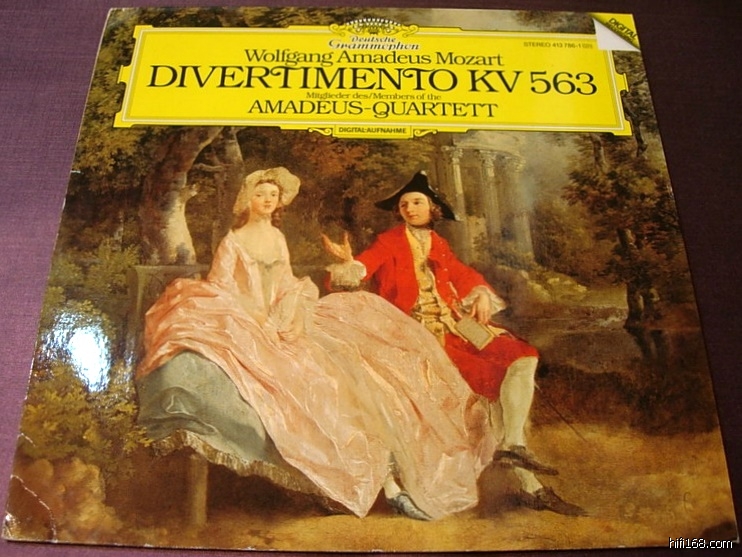 Deutsche
Grammophon
STEREO 413 786-1
DIGITAL
Wolfgang Amadeus Mozart
DIVERTIMENTO KV 563
Mitglieder des/Members of the
AMADEUS-QUARTETT
DIGITAL-AUFNAHME
hifi168.com